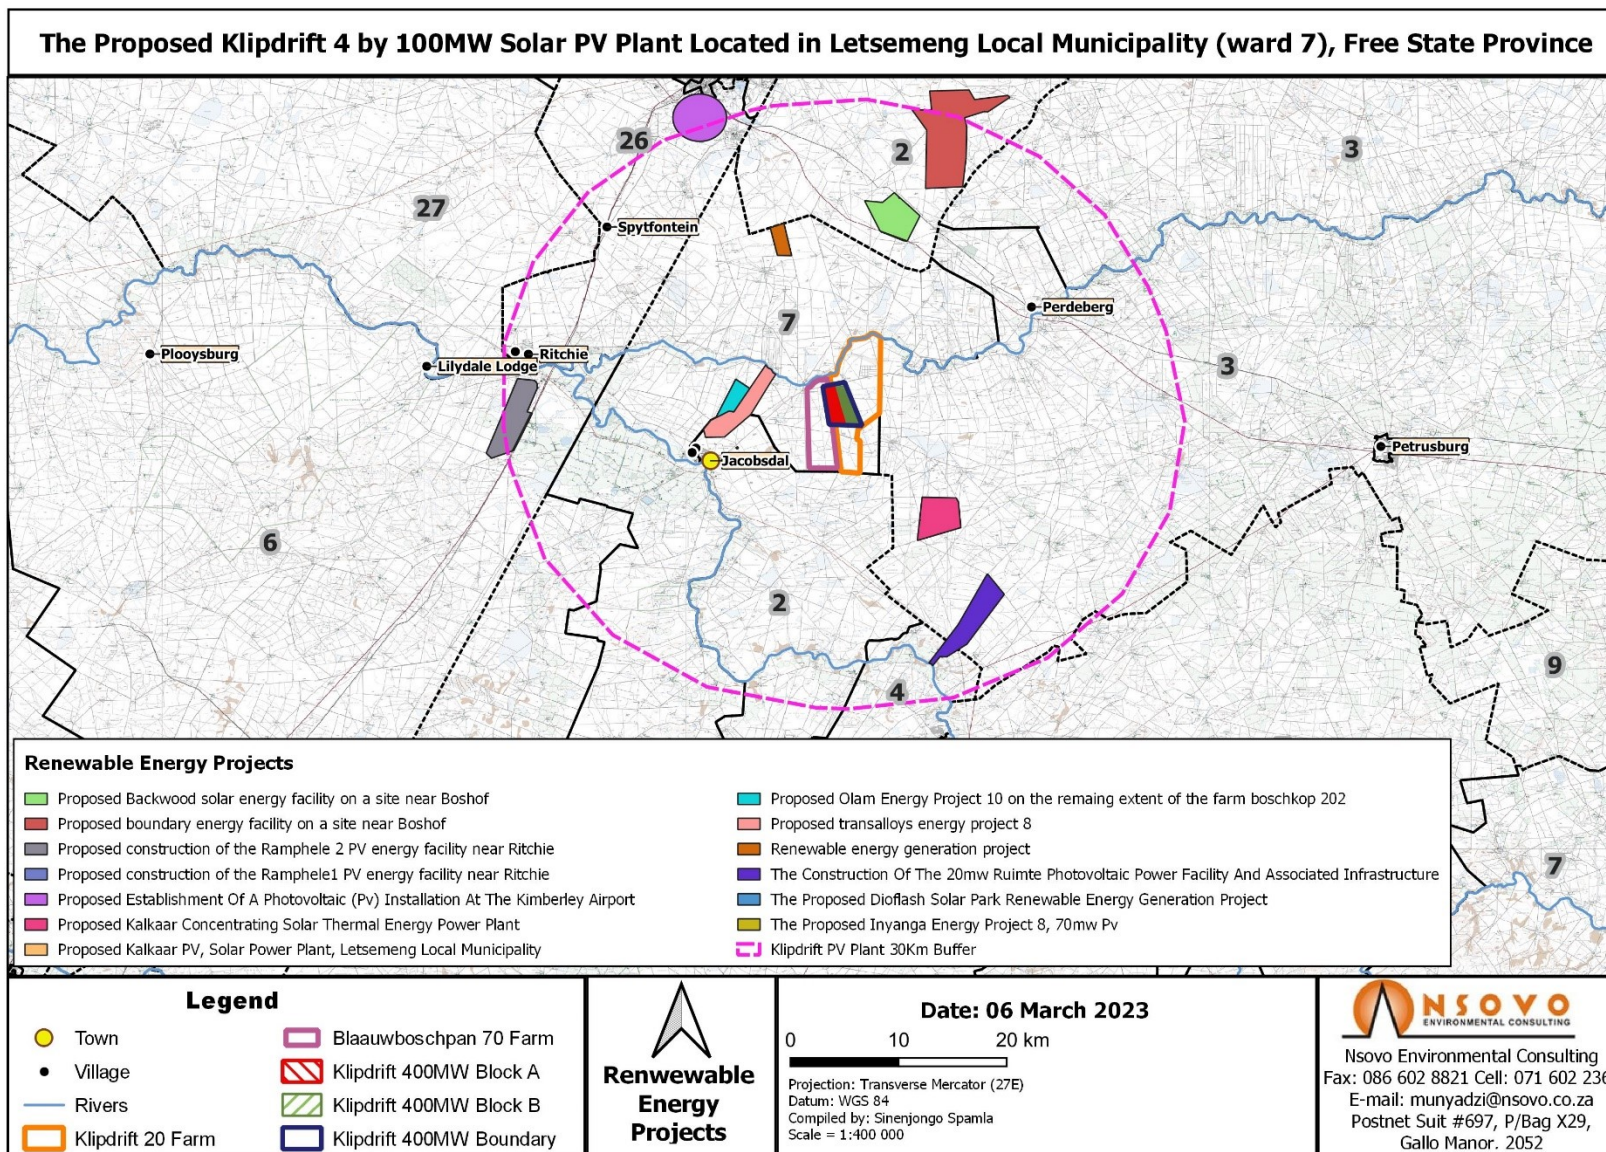 The Proposed Klipdrift 4 by 100MW Solar PV Plant Located in Letsemeng Local Municipality (ward 7), Free State Province
26
2
3
27
Spytfontein
7
Perdeberg
Plooysburg
Ritchie
Lilydale Lodge
3
Jacobsdal
Petrusburg
6
2
4
9
7
Renewable Energy Projects
Proposed Backwood solar energy facility on a site near Boshof
Proposed boundary energy facility on a site near Boshof
Proposed construction of the Ramphele 2 PV energy facility near Ritchie
Proposed construction of the Ramphele1 PV energy facility near Ritchie
Proposed Establishment Of A Photovoltaic (Pv) Installation At The Kimberley Airport
Proposed Kalkaar Concentrating Solar Thermal Energy Power Plant
Proposed Kalkaar PV, Solar Power Plant, Letsemeng Local Municipality
Proposed Olam Energy Project 10 on the remaing extent of the farm boschkop 202
Proposed transalloys energy project 8
Renewable energy generation project
The Construction Of The 20mw Ruimte Photovoltaic Power Facility And Associated Infrastructure
The Proposed Dioflash Solar Park Renewable Energy Generation Project
The Proposed Inyanga Energy Project 8, 70mw Pv
Klipdrift PV Plant 30Km Buffer
Legend
Town
Village
Rivers
Klipdrift 20 Farm
Blaauwboschpan 70 Farm
Klipdrift 400MW Block A
Klipdrift 400MW Block B
Klipdrift 400MW Boundary
Renwewable
Energy
Projects
Date: 06 March 2023
0 10 20 km
Projection: Transverse Mercator (27E)
Datum: WGS 84
Compiled by: Sinenjongo Spamla
Scale = 1:400 000
NSOVO
ENVIRONMENTAL CONSULTING
Nsovo Environmental Consulting
Fax: 086 602 8821 Cell: 071 602 236
E-mail: munyadzi@nsovo.co.za
Postnet Suit #697, P/Bag X29,
Gallo Manor. 2052